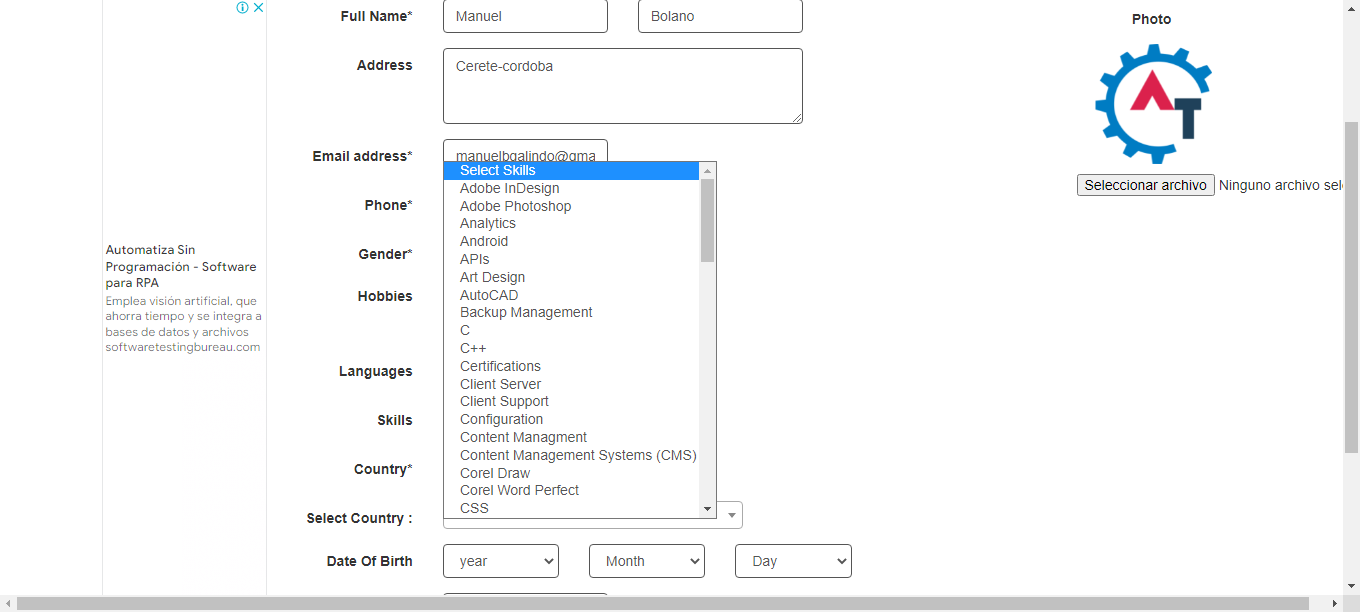 Full Name*
Manuel
Bolano
Photo
Address
Cerete-cordoba
Email address*
manuelbgalindo@gma
Seleccionar archivo
Ninguno archivo sel
Select Skills
Adobe InDesign
Adobe Photoshop
Analytics
Android
APIs
Art Design
AutoCAD
Backup Management
C
C++
Certifications
Client Server
Client Support
Configuration
Content Managment
Content Management Systems (CMS)
Corel Draw
Corel Word Perfect
CSS
Phone*
Gender*
Hobbies
Languages
Skills
Country*
Select Country :
Date Of Birth
year
Month
Day
Automatiza Sin
Programación - Software
para RPA
Emplea visión artificial, que
ahorra tiempo y se integra a
bases de datos y archivos
softwaretestingbureau.com
AT